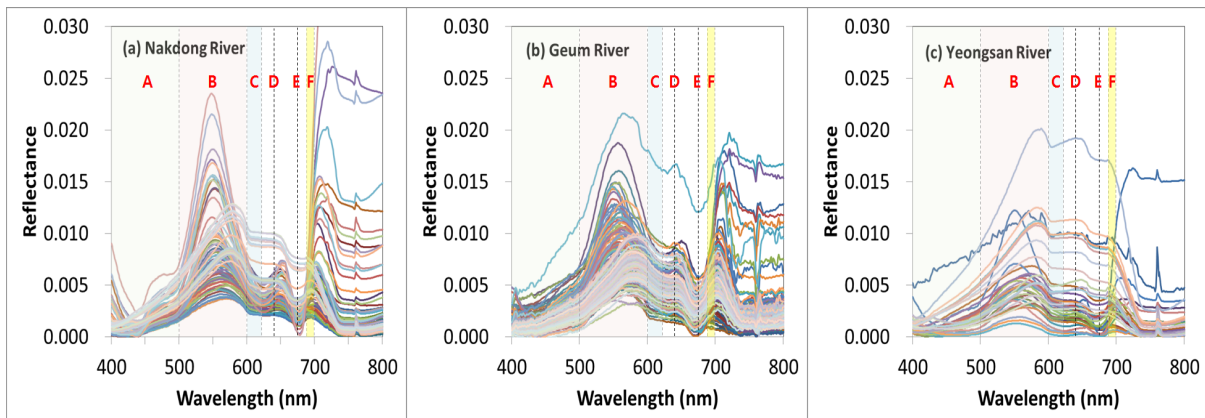 (a) Nakdong River
A B C D E F
Reflectance
0.030
0.025
0.020
0.015
0.010
0.005
0.000
400 500 600 700 800
Wavelength (nm)
(b) Geum River
A B C D E F
Reflectance
0.030
0.025
0.020
0.015
0.010
0.005
0.000
400 500 600 700 800
Wavelength (nm)
(c) Yeongsan River
A B C D E F
Reflectance
0.030
0.025
0.020
0.015
0.010
0.005
0.000
400 500 600 700 800
Wavelength (nm)